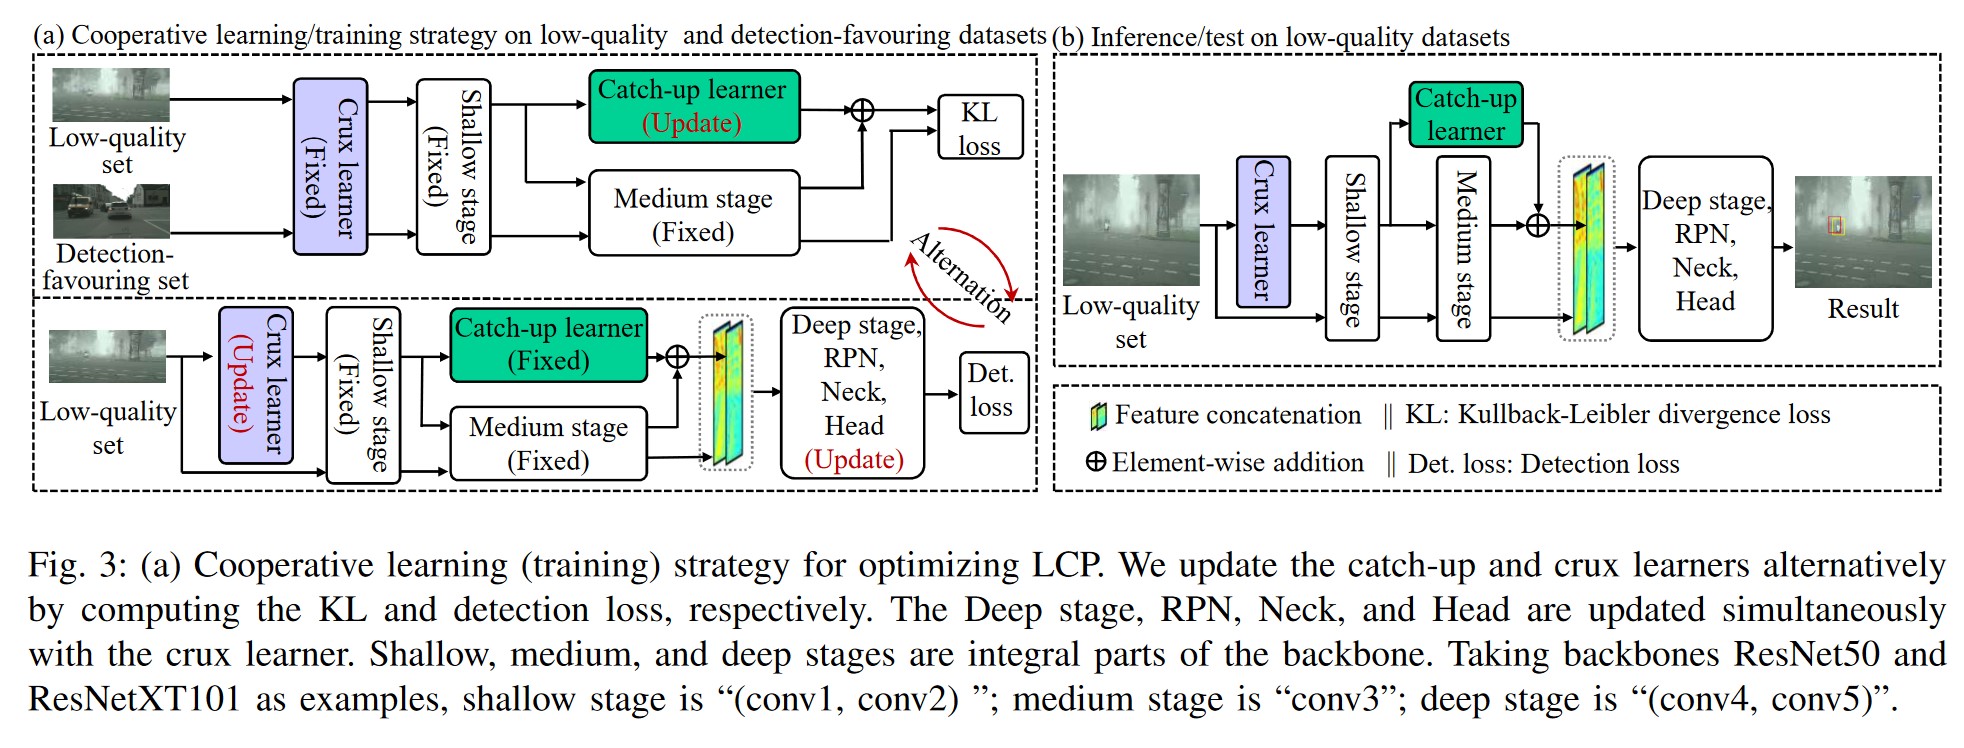 (a) Cooperative learning/training strategy on low-quality and detection-favouring datasets
Low-quality
set
Detection-
favouring set
Crux learner
(Fixed)
Shallow stage
(Fixed)
Catch-up learner
(Update)
Medium stage
(Fixed)
KL
loss
Alternation
Low-quality
set
Crux learner
(Update)
Shallow stage
(Fixed)
Catch-up learner
(Fixed)
Medium stage
(Fixed)
Deep stage,
RPN,
Neck,
Head
(Update)
Det.
loss
(b) Inference/test on low-quality datasets
Low-quality
set
Crux learner
Shallow stage
Catch-up
learner
Medium stage
Deep stage,
RPN,
Neck,
Head
Result
Feature concatenation || KL: Kullback-Leibler divergence loss
Element-wise addition || Det. loss: Detection loss
Fig. 3: (a) Cooperative learning (training) strategy for optimizing LCP. We update the catch-up and crux learners alternatively
by computing the KL and detection loss, respectively. The Deep stage, RPN, Neck, and Head are updated simultaneously
with the crux learner. Shallow, medium, and deep stages are integral parts of the backbone. Taking backbones ResNet50 and
ResNetXT101 as examples, shallow stage is “(conv1, conv2) ”; medium stage is “conv3”; deep stage is “(conv4, conv5)”.